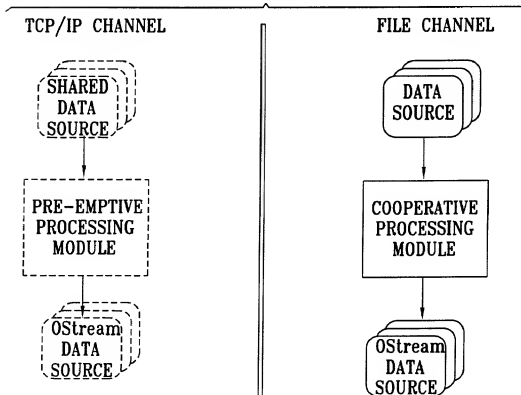 TCP/IP CHANNEL
SHARED
DATA
SOURCE
PRE-EMPTIVE
PROCESSING
MODULE
OStream
DATA
SOURCE
FILE CHANNEL
DATA
SOURCE
COOPERATIVE
PROCESSING
MODULE
OStream
DATA
SOURCE